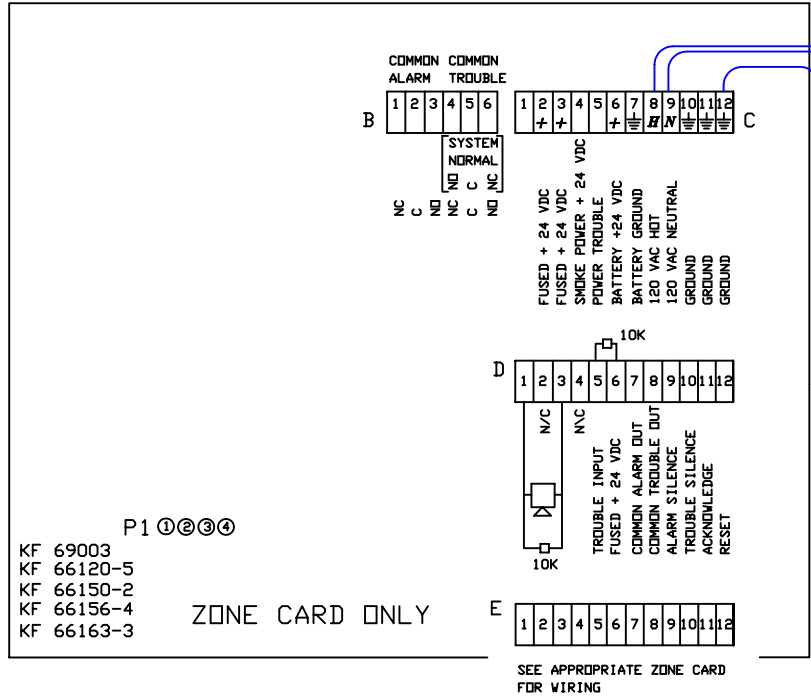 COMMON COMMON
ALARM TROUBLE
B
1 2 3 4 5 6
1 2 3 4 5 6 7 8 9 10 11 12
+ + + H N
C
SYSTEM
NORMAL
NO C NC
NC C NO NC C NO
FUSED + 24 VDC
FUSED + 24 VDC
SMOKE POWER + 24 VDC
POWER TROUBLE
BATTERY +24 VDC
BATTERY GROUND
120 VAC HOT
120 VAC NEUTRAL
GROUND
GROUND
GROUND
10K
D
1 2 3 4 5 6 7 8 9 10 11 12
N/C
N\C
TROUBLE INPUT
FUSED + 24 VDC
COMMON ALARM OUT
COMMON TROUBLE OUT
ALARM SILENCE
TROUBLE SILENCE
ACKNOWLEDGE
RESET
10K
P1 ①②③④
KF 69003
KF 66120-5
KF 66150-2
KF 66156-4
KF 66163-3
ZONE CARD ONLY
E
1 2 3 4 5 6 7 8 9 10 11 12
SEE APPROPRIATE ZONE CARD
FOR WIRING